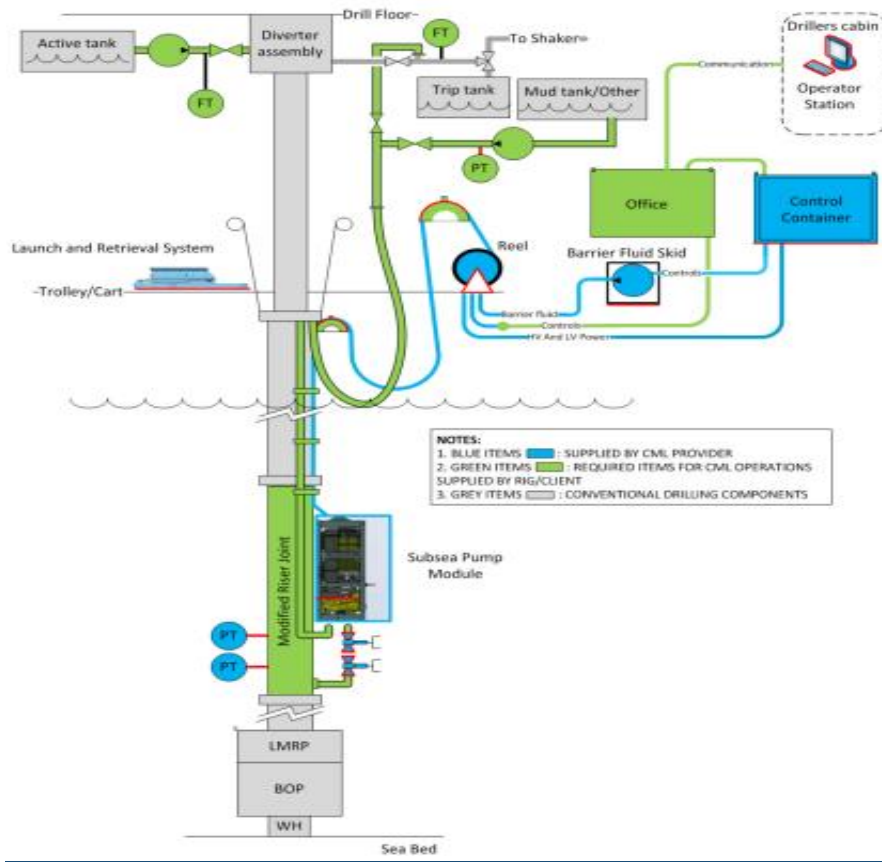 Drill Floor
Active tank
Diverter
assembly
FT
FT
To Shaker
Trip tank
Mud tank/Other
PT
Drillers cabin
Communication
Operator
Station
Office
Control
Container
Launch and Retrieval System
Trolley/Cart
Reel
Barrier Fluid Skid
Controls
Barrier fluid
Controls
HV And LV Power
NOTES:
1. BLUE ITEMS : SUPPLIED BY CML PROVIDER
2. GREEN ITEMS : REQUIRED ITEMS FOR CML OPERATIONS
SUPPLIED BY RIG/CLIENT
3. GREY ITEMS : CONVENTIONAL DRILLING COMPONENTS
Modified Riser Joint
Subsea Pump
Module
PT
PT
LMRP
BOP
WH
Sea Bed